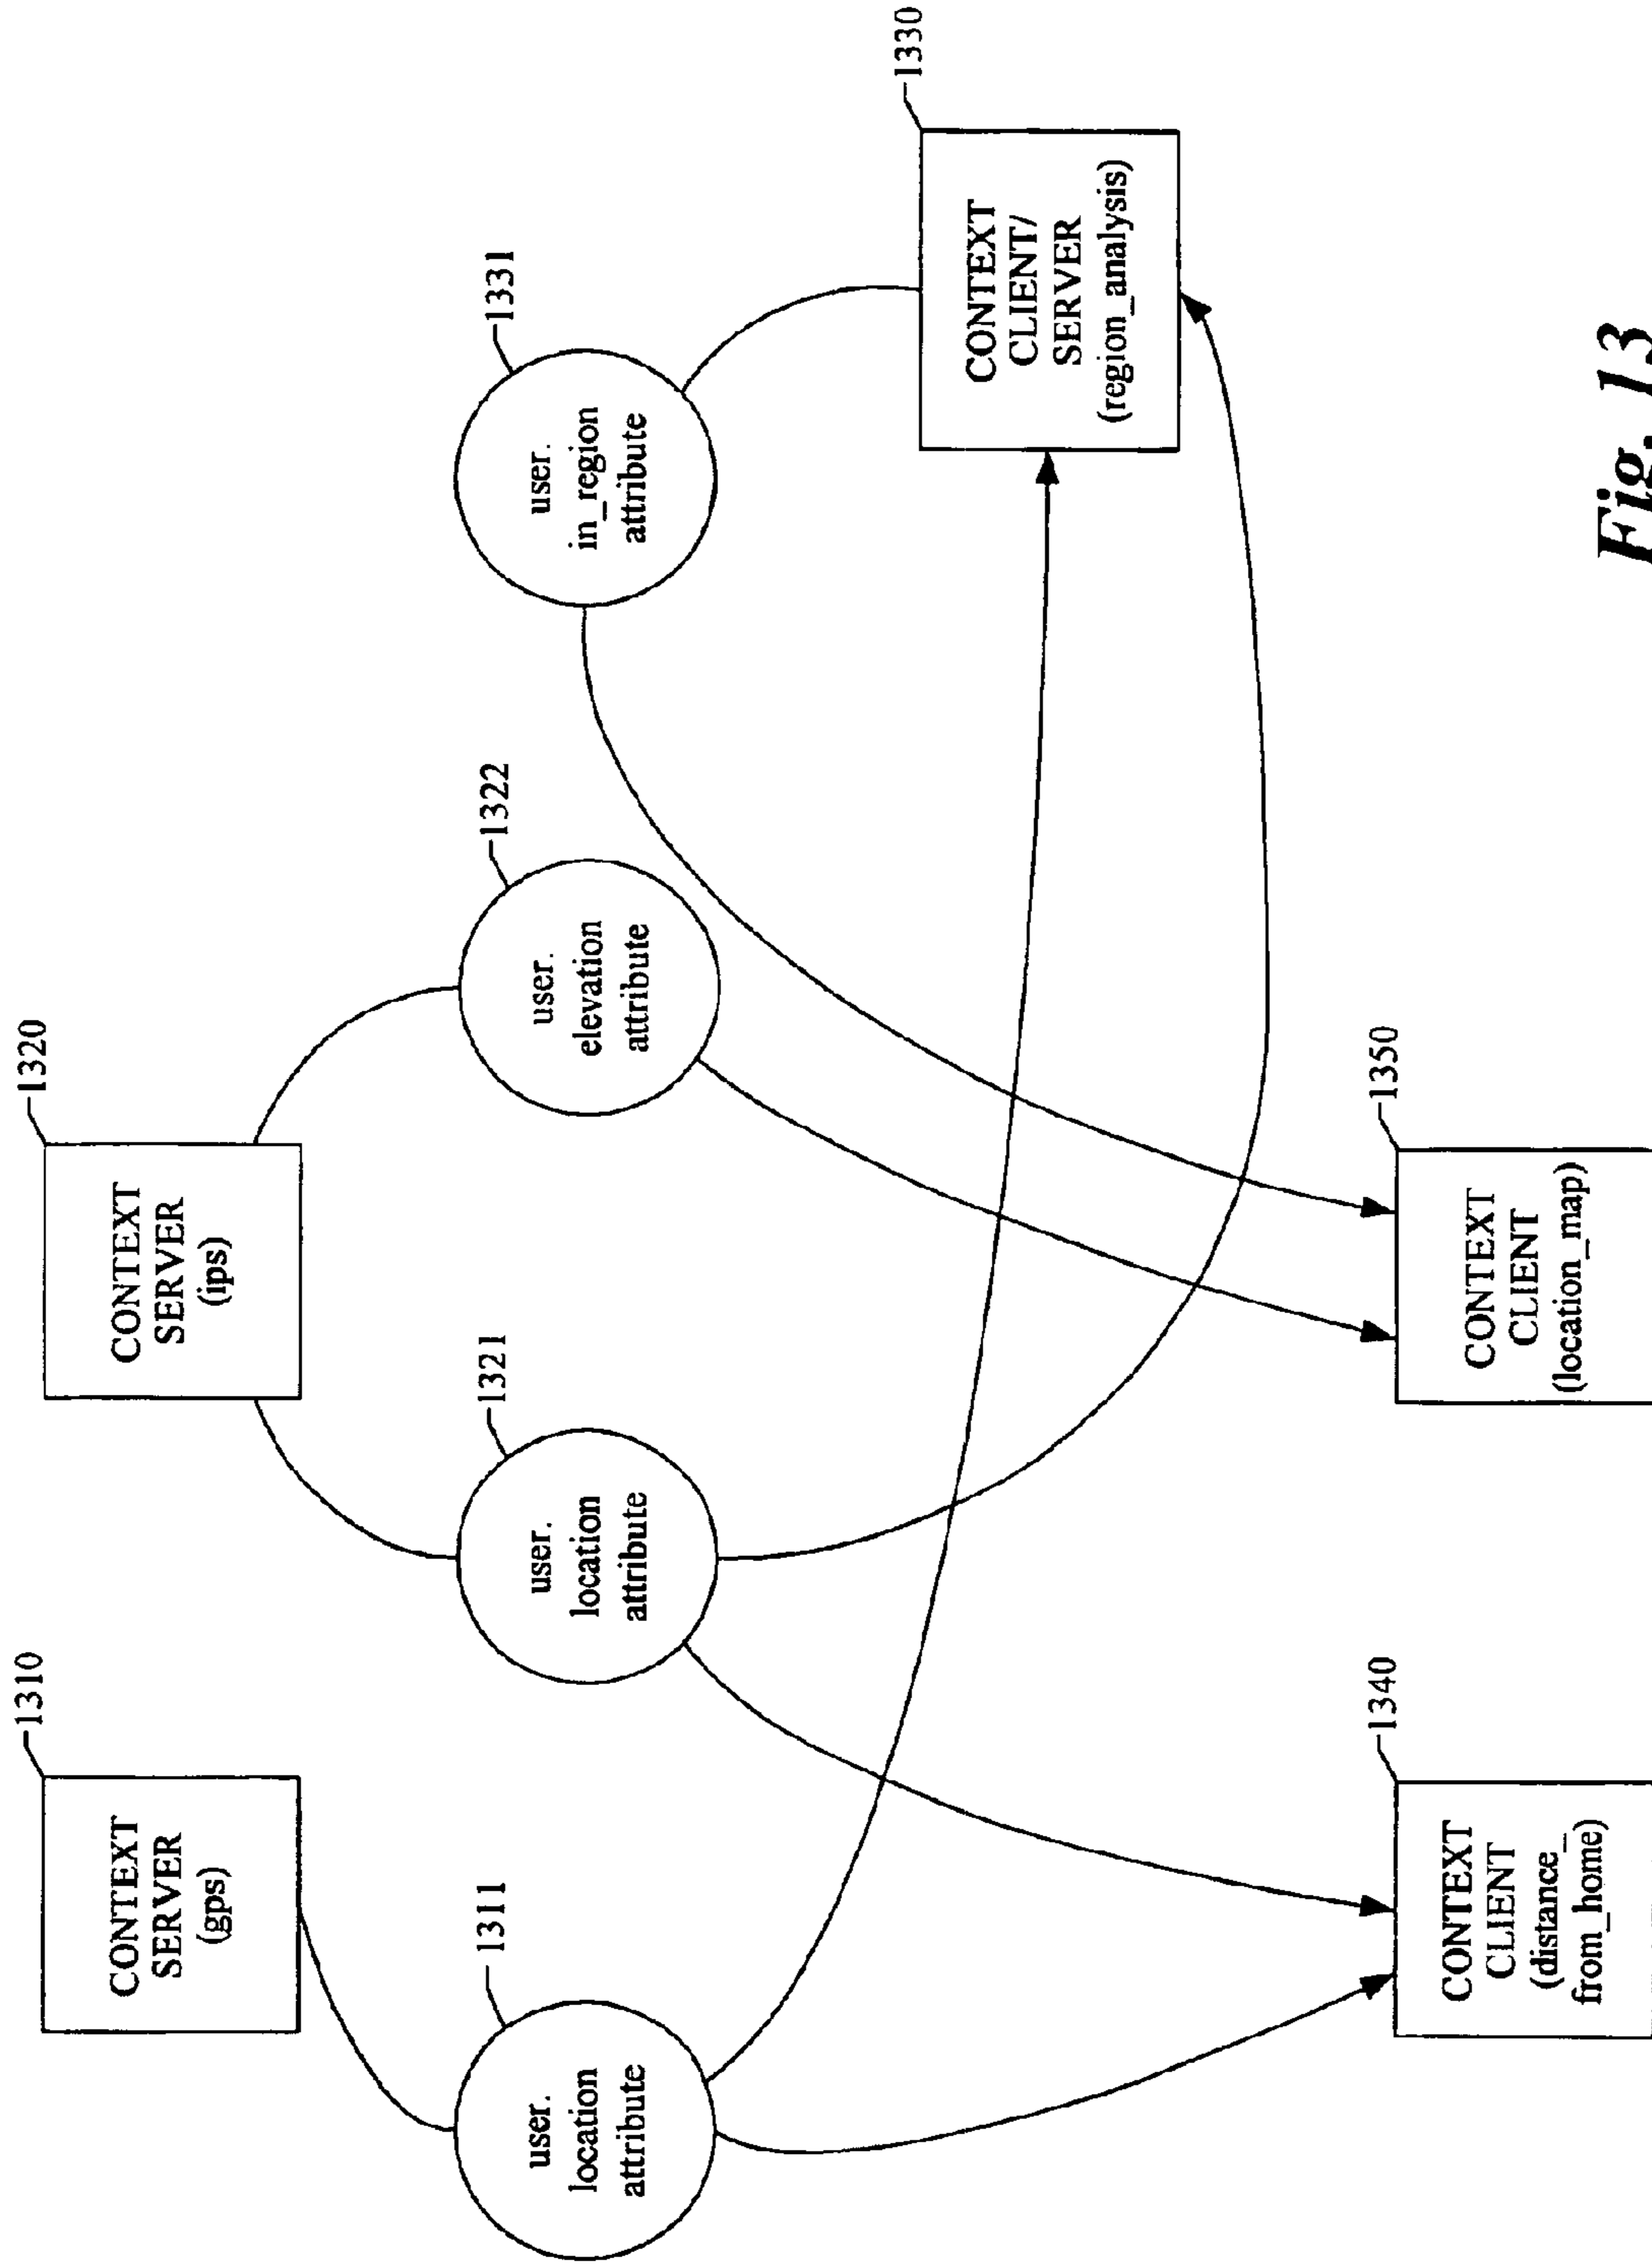 1310
CONTEXT
SERVER
(gps)
1320
CONTEXT
SERVER
(ips)
1311
user.
location
attribute
1321
user.
location
attribute
1322
user.
elevation
attribute
1331
user.
in_region
attribute
1330
CONTEXT
CLIENT/
SERVER
(region_analysis)
1340
CONTEXT
CLIENT
(distance_
from_home)
1350
CONTEXT
CLIENT
(location_map)
Fig. 13